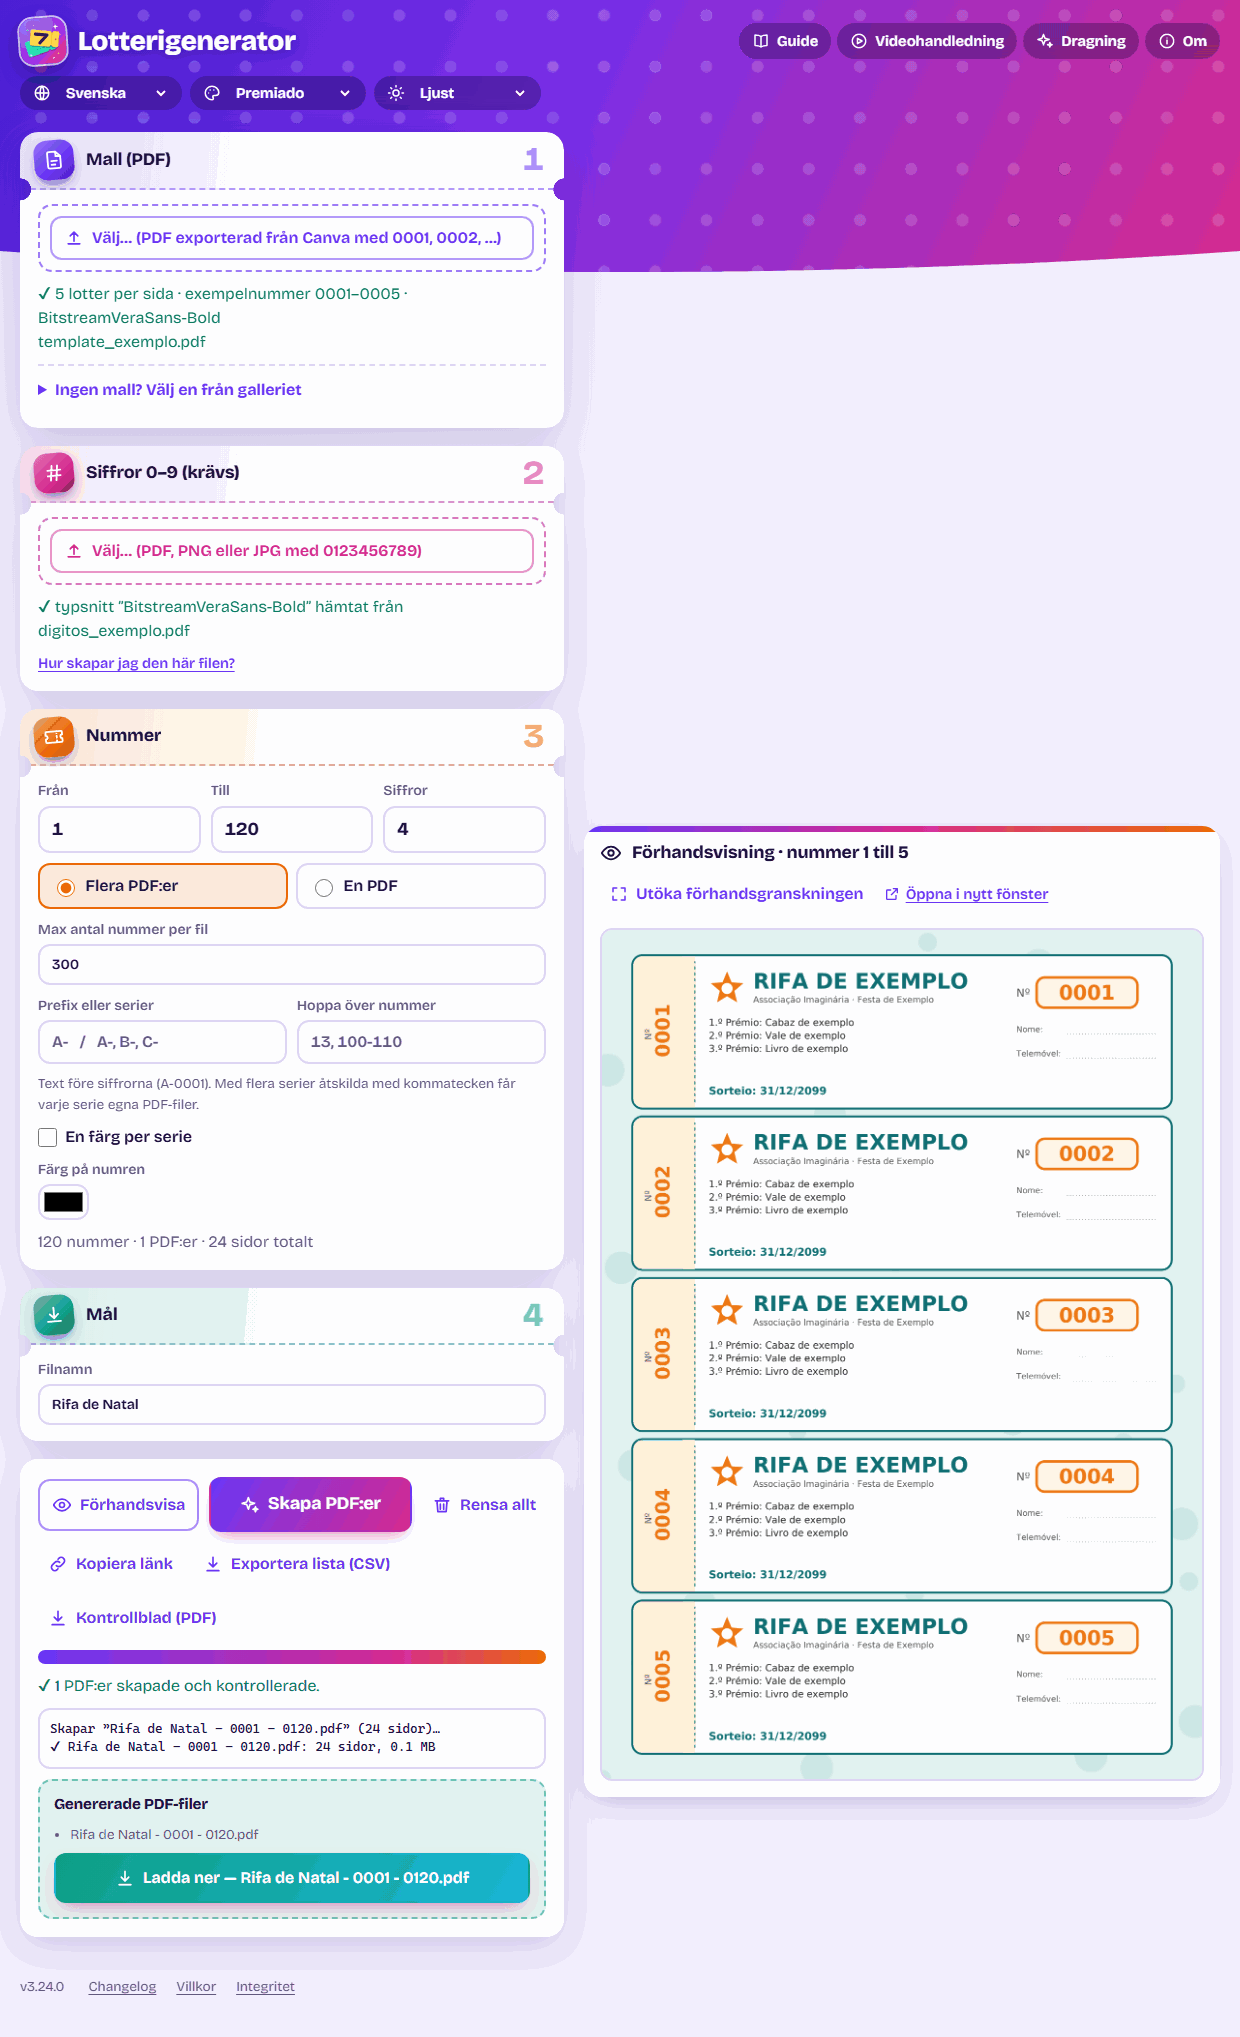 Lotterigenerator
Guide
Videohandledning
Dragning
Om
Svenska
Premiado
Ljust
Mall (PDF)
1
Välj... (PDF exporterad från Canva med 0001, 0002, ...)
✓ 5 lotter per sida · exempelnummer 0001–0005 ·
BitstreamVeraSans-Bold
template_exemplo.pdf
Ingen mall? Välj en från galleriet
Siffror 0–9 (krävs)
2
Välj... (PDF, PNG eller JPG med 0123456789)
✓ typsnitt ”BitstreamVeraSans-Bold” hämtat från
digitos_exemplo.pdf
Hur skapar jag den här filen?
Nummer
3
Från
Till
Siffror
1
120
4
Flera PDF:er
En PDF
Max antal nummer per fil
300
Prefix eller serier
Hoppa över nummer
A- / A-, B-, C-
13, 100-110
Text före siffrorna (A-0001). Med flera serier åtskilda med kommatecken får
varje serie egna PDF-filer.
En färg per serie
Färg på numren
120 nummer · 1 PDF:er · 24 sidor totalt
Mål
4
Filnamn
Rifa de Natal
Förhandsvisa
Skapa PDF:er
Rensa allt
Kopiera länk
Exportera lista (CSV)
Kontrollblad (PDF)
✓ 1 PDF:er skapade och kontrollerade.
Skapar ”Rifa de Natal – 0001 – 0120.pdf” (24 sidor)…
✓ Rifa de Natal – 0001 – 0120.pdf: 24 sidor, 0.1 MB
Genererade PDF-filer
• Rifa de Natal - 0001 - 0120.pdf
Ladda ner — Rifa de Natal - 0001 - 0120.pdf
Förhandsvisning · nummer 1 till 5
Utöka förhandsgranskningen
Öppna i nytt fönster
Nº 0001
RIFA DE EXEMPLO
Associação Imaginária · Festa de Exemplo
1.º Prémio: Cabaz de exemplo
2.º Prémio: Vale de exemplo
3.º Prémio: Livro de exemplo
Sorteio: 31/12/2099
Nº 0001
Nome:
Telemóvel:
Nº 0002
RIFA DE EXEMPLO
Associação Imaginária · Festa de Exemplo
1.º Prémio: Cabaz de exemplo
2.º Prémio: Vale de exemplo
3.º Prémio: Livro de exemplo
Sorteio: 31/12/2099
Nº 0002
Nome:
Telemóvel:
Nº 0003
RIFA DE EXEMPLO
Associação Imaginária · Festa de Exemplo
1.º Prémio: Cabaz de exemplo
2.º Prémio: Vale de exemplo
3.º Prémio: Livro de exemplo
Sorteio: 31/12/2099
Nº 0003
Nome:
Telemóvel:
Nº 0004
RIFA DE EXEMPLO
Associação Imaginária · Festa de Exemplo
1.º Prémio: Cabaz de exemplo
2.º Prémio: Vale de exemplo
3.º Prémio: Livro de exemplo
Sorteio: 31/12/2099
Nº 0004
Nome:
Telemóvel:
Nº 0005
RIFA DE EXEMPLO
Associação Imaginária · Festa de Exemplo
1.º Prémio: Cabaz de exemplo
2.º Prémio: Vale de exemplo
3.º Prémio: Livro de exemplo
Sorteio: 31/12/2099
Nº 0005
Nome:
Telemóvel:
v3.24.0
Changelog
Villkor
Integritet